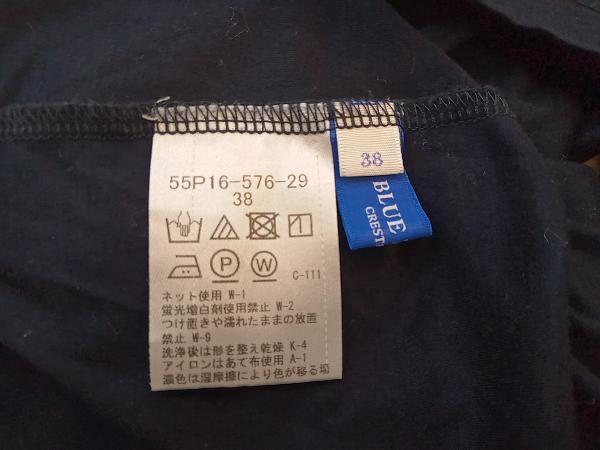 55P16-576-29
38
38
BLUE
CREST
P
W
C-111
ネット使用 W-1
蛍光増白剤使用禁止 W-2
つけ置きや濡れたままの放置
禁止 W-9
洗浄後は形を整え乾燥 K-4
アイロンはあて布使用 A-1
濃色は湿摩擦により色が移る場